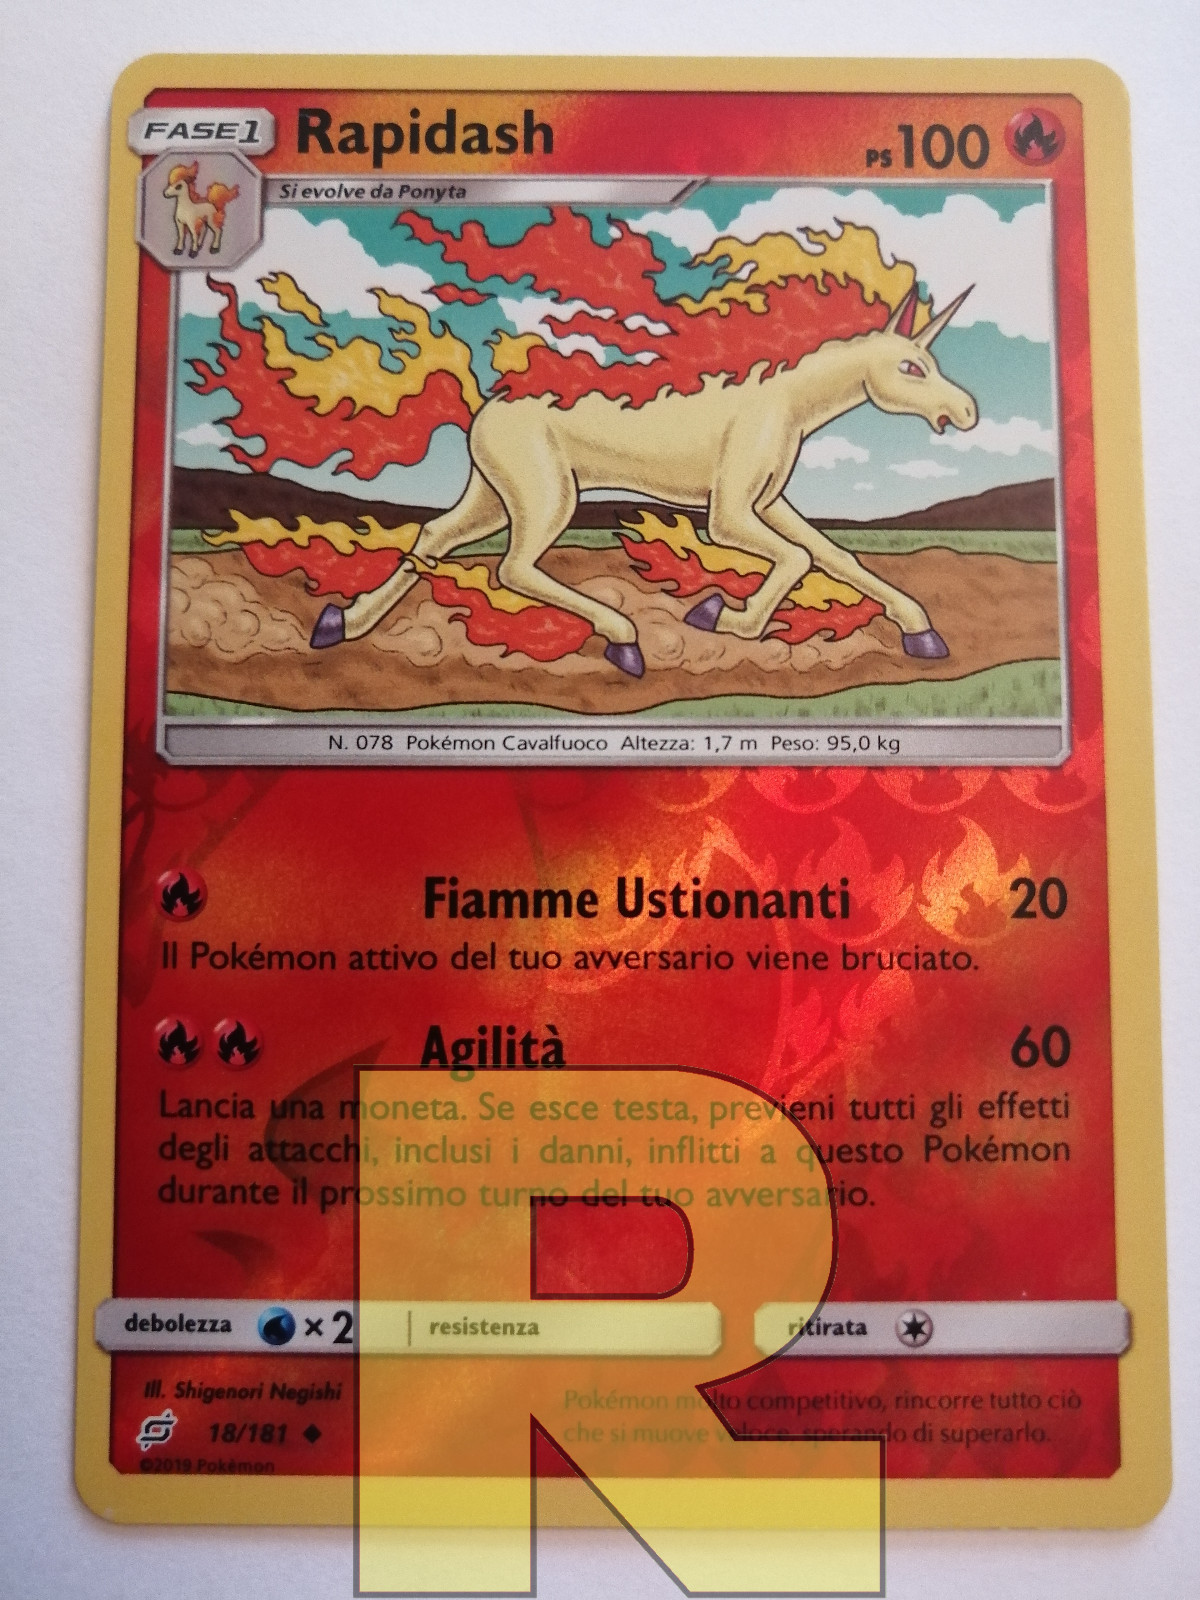 FASE 1
Rapidash
PS 100
Si evolve da Ponyta
N. 078 Pokémon Cavalfuoco Altezza: 1,7 m Peso: 95,0 kg
Fiamme Ustionanti 20
Il Pokémon attivo del tuo avversario viene bruciato.
Agilità 60
Lancia una moneta. Se esce testa, previeni tutti gli effetti
degli attacchi, inclusi i danni, inflitti a questo Pokémon
durante il prossimo turno del tuo avversario.
debolezza ×2 resistenza ritirata
Ill. Shigenori Negishi
18/181
©2019 Pokémon
Pokémon molto competitivo, rincorre tutto ciò
che si muove veloce, sperando di superarlo.
R